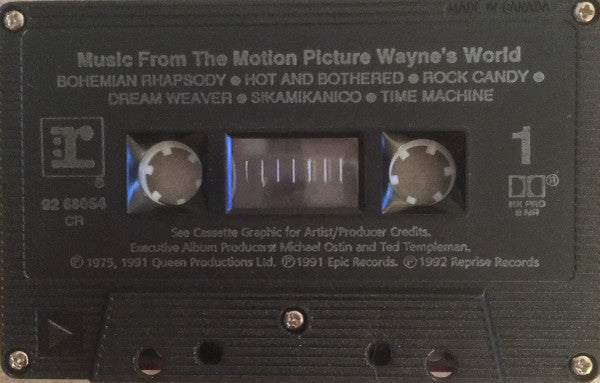 MADE IN CANADA
Music From The Motion Picture Wayne's World
BOHEMIAN RHAPSODY ● HOT AND BOTHERED ● ROCK CANDY ●
DREAM WEAVER ● SIKAMIKANICO ● TIME MACHINE
r
1
6
92 68054
CR
HX PRO
B NR
See Cassette Graphic for Artist/Producer Credits.
Executive Album Producers: Michael Ostin and Ted Templeman.
℗ 1975, 1991 Queen Productions Ltd. ℗1991 Epic Records. ℗ 1992 Reprise Records